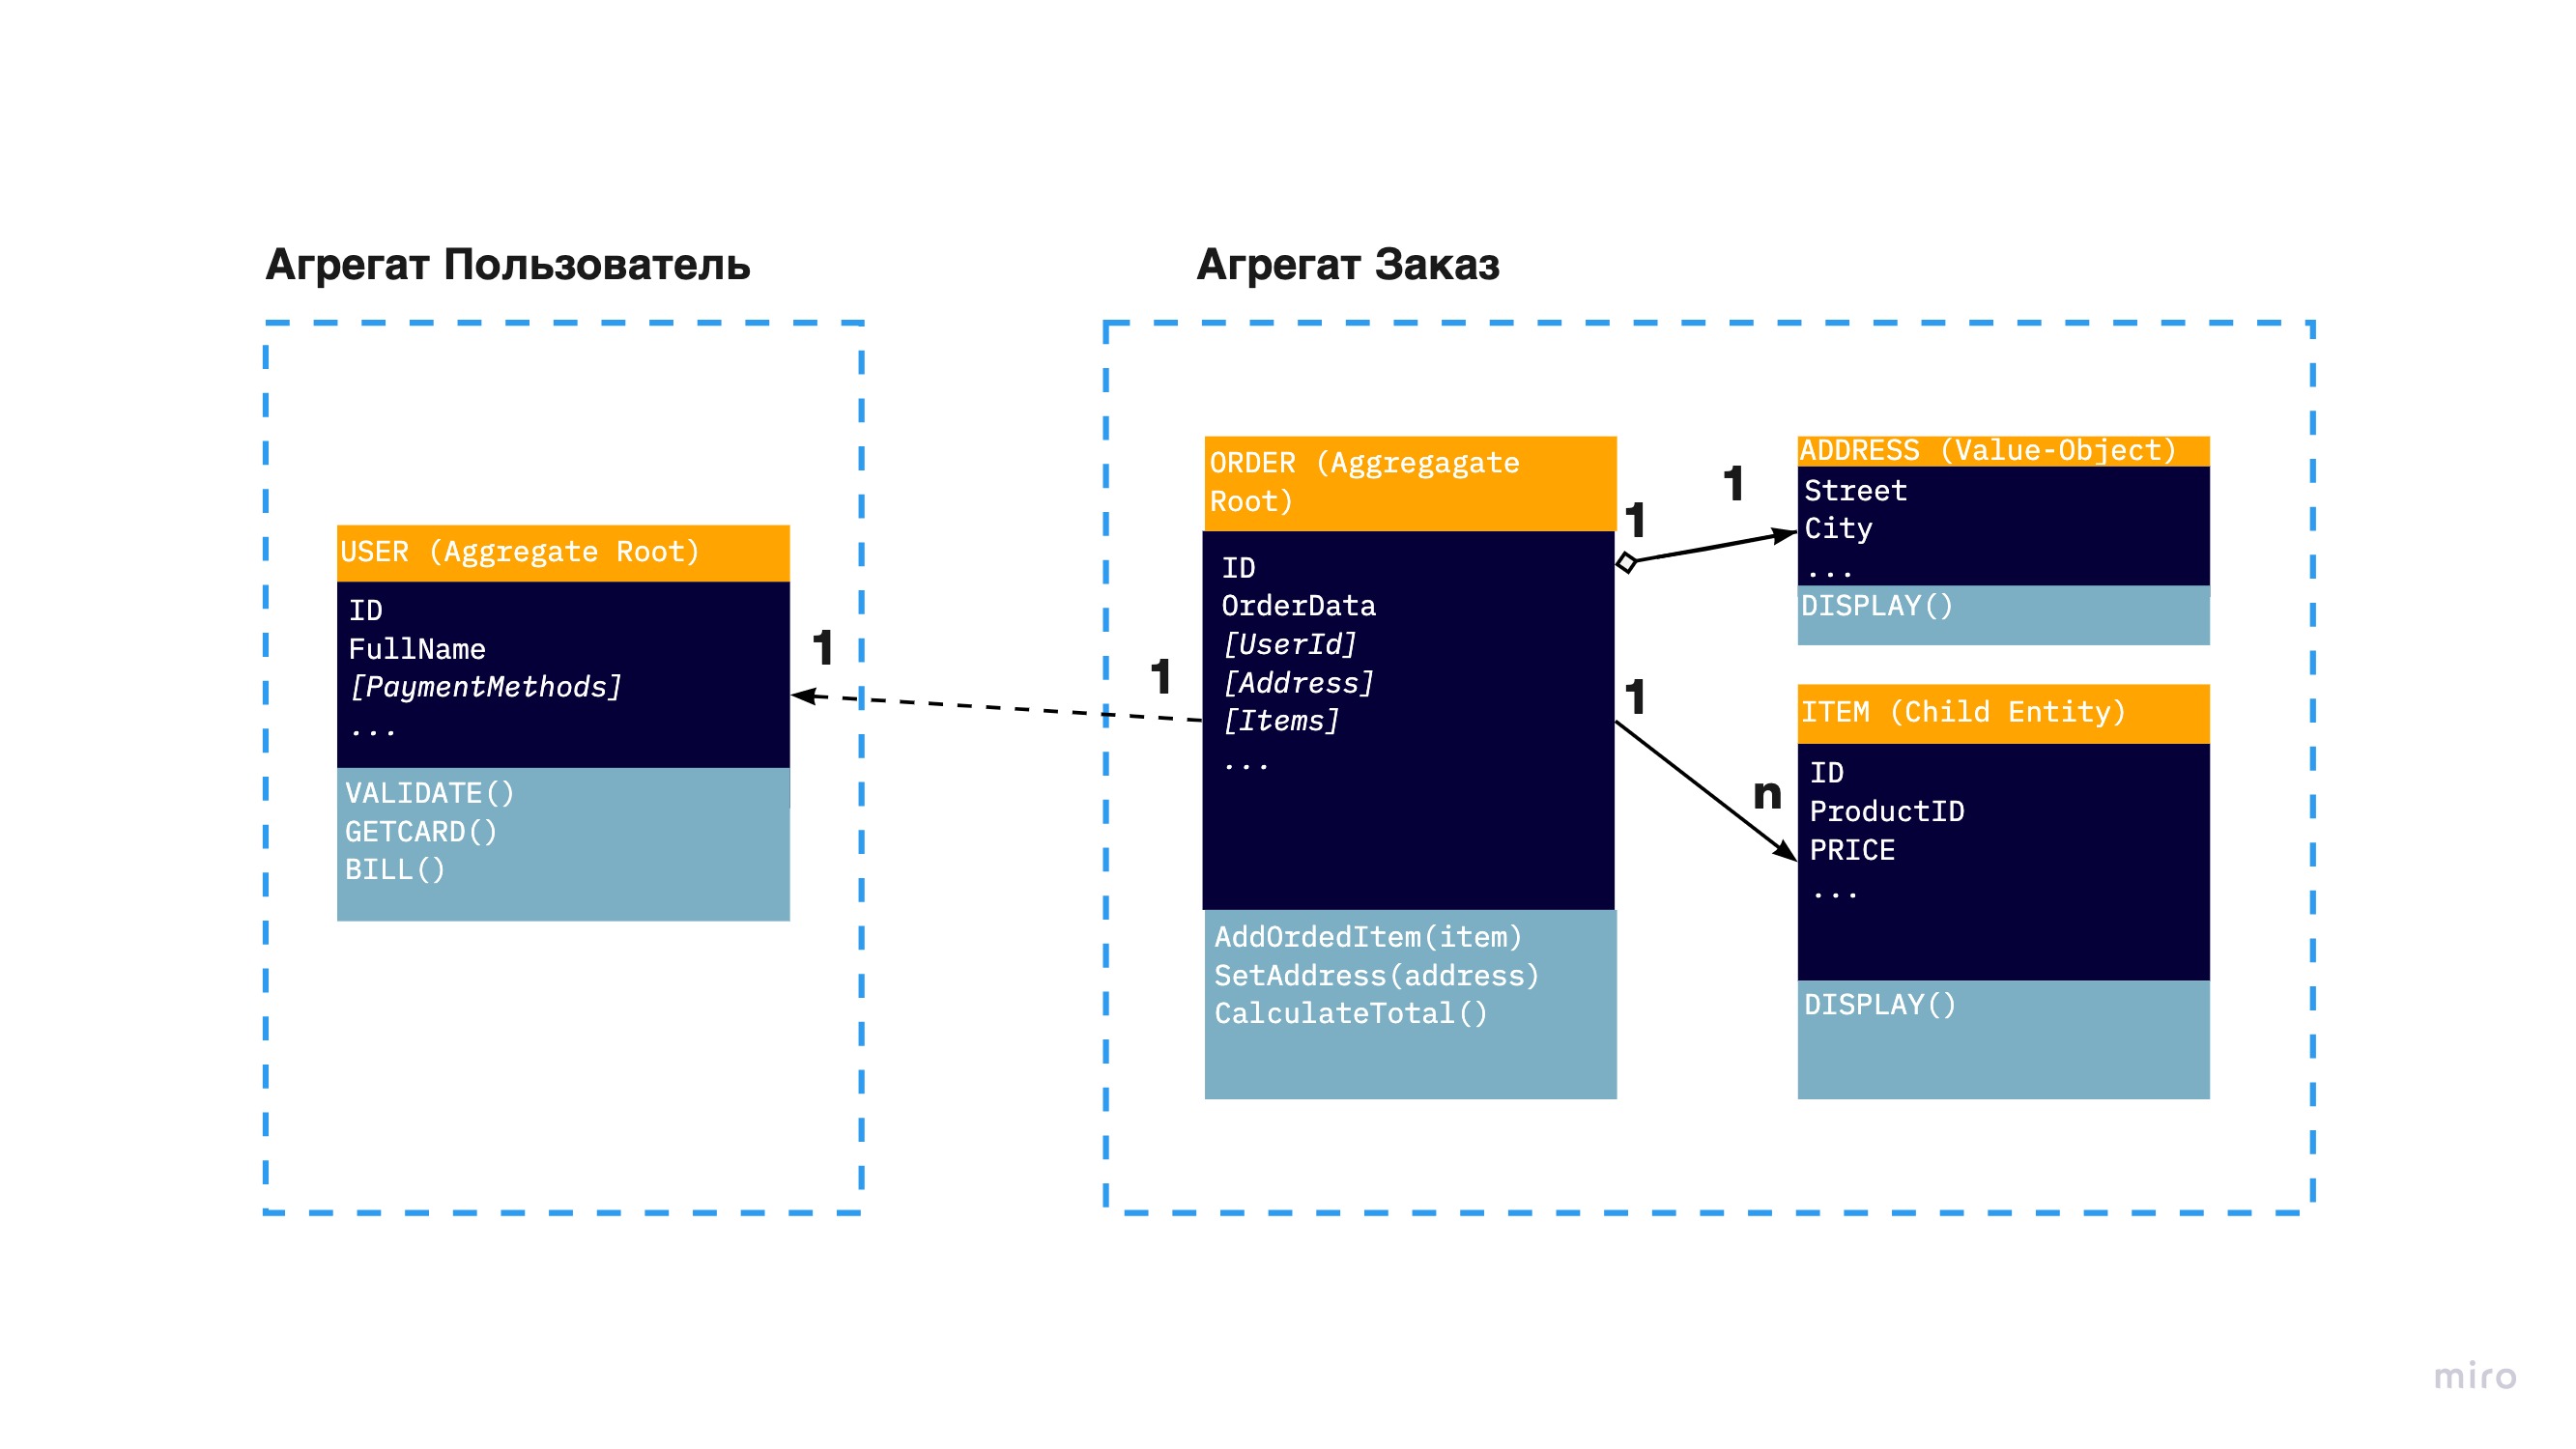 Агрегат Пользователь
Агрегат Заказ
USER (Aggregate Root)
ID
FullName
[PaymentMethods]
...
VALIDATE()
GETCARD()
BILL()
1
1
ORDER (Aggregagate
Root)
ID
OrderData
[UserId]
[Address]
[Items]
...
AddOrdedItem(item)
SetAddress(address)
CalculateTotal()
1
1
1
n
ADDRESS (Value-Object)
Street
City
...
DISPLAY()
ITEM (Child Entity)
ID
ProductID
PRICE
...
DISPLAY()
miro